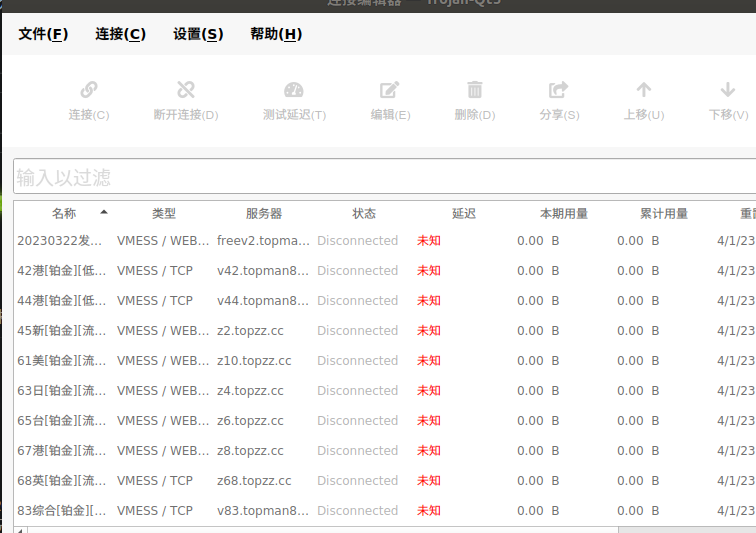 连接编辑器 — Trojan-Qt5
文件(F) 连接(C) 设置(S) 帮助(H)
连接(C) 断开连接(D) 测试延迟(T) 编辑(E) 删除(D) 分享(S) 上移(U) 下移(V)
输入以过滤
名称 类型 服务器 状态 延迟 本期用量 累计用量 重置
20230322发... VMESS / WEB... freev2.topma... Disconnected 未知 0.00 B 0.00 B 4/1/23
42港[铂金][低... VMESS / TCP v42.topman8... Disconnected 未知 0.00 B 0.00 B 4/1/23
44港[铂金][低... VMESS / TCP v44.topman8... Disconnected 未知 0.00 B 0.00 B 4/1/23
45新[铂金][流... VMESS / WEB... z2.topzz.cc Disconnected 未知 0.00 B 0.00 B 4/1/23
61美[铂金][流... VMESS / WEB... z10.topzz.cc Disconnected 未知 0.00 B 0.00 B 4/1/23
63日[铂金][流... VMESS / WEB... z4.topzz.cc Disconnected 未知 0.00 B 0.00 B 4/1/23
65台[铂金][流... VMESS / WEB... z6.topzz.cc Disconnected 未知 0.00 B 0.00 B 4/1/23
67港[铂金][流... VMESS / WEB... z8.topzz.cc Disconnected 未知 0.00 B 0.00 B 4/1/23
68英[铂金][流... VMESS / TCP z68.topzz.cc Disconnected 未知 0.00 B 0.00 B 4/1/23
83综合[铂金][... VMESS / TCP v83.topman8... Disconnected 未知 0.00 B 0.00 B 4/1/23